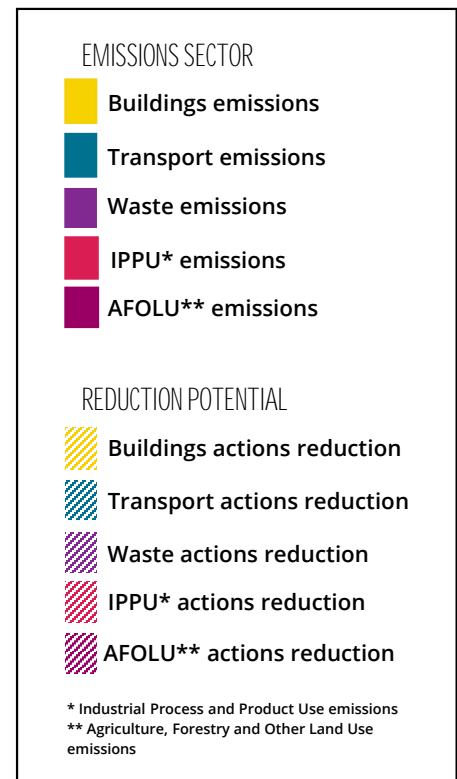 EMISSIONS SECTOR
Buildings emissions
Transport emissions
Waste emissions
IPPU* emissions
AFOLU** emissions
REDUCTION POTENTIAL
Buildings actions reduction
Transport actions reduction
Waste actions reduction
IPPU* actions reduction
AFOLU** actions reduction
* Industrial Process and Product Use emissions
** Agriculture, Forestry and Other Land Use
emissions